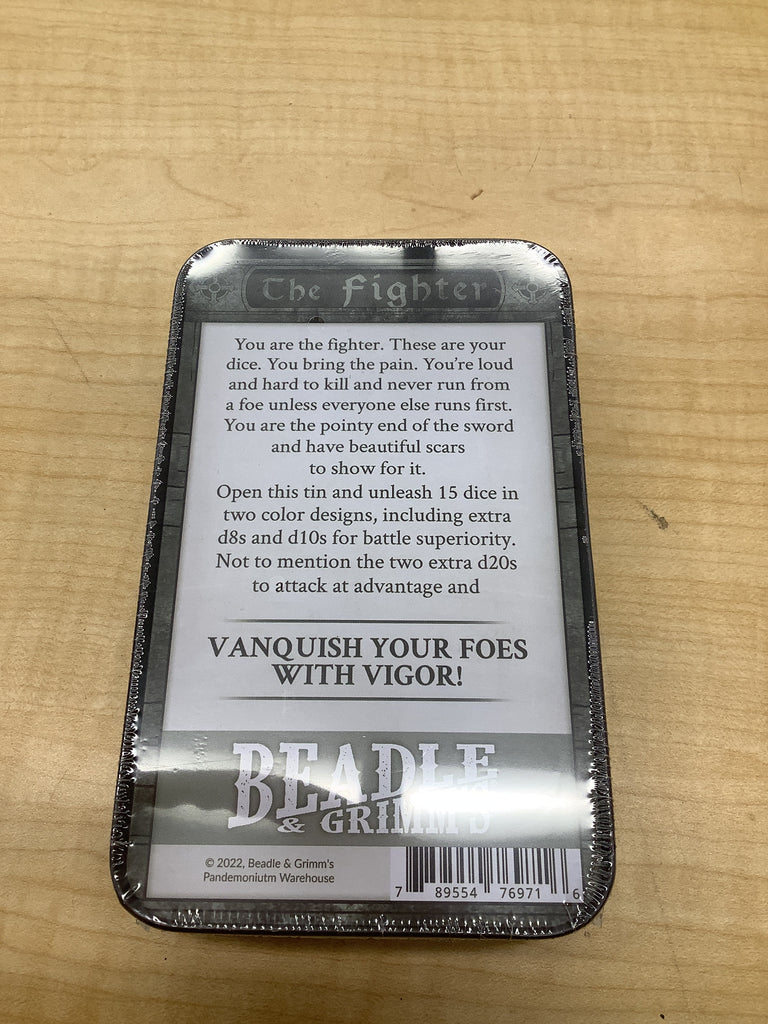 The Fighter
You are the fighter. These are your
dice. You bring the pain. You're loud
and hard to kill and never run from
a foe unless everyone else runs first.
You are the pointy end of the sword
and have beautiful scars
to show for it.
Open this tin and unleash 15 dice in
two color designs, including extra
d8s and d10s for battle superiority.
Not to mention the two extra d20s
to attack at advantage and
VANQUISH YOUR FOES
WITH VIGOR!
BEADLE
& GRIMM'S
© 2022, Beadle & Grimm's
Pandemoniutm Warehouse
7 89554 76971 6